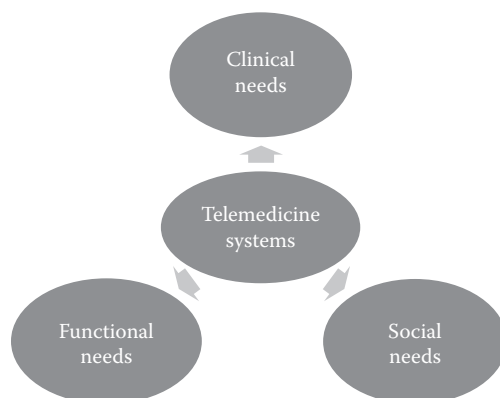 Clinical
needs
Telemedicine
systems
Functional
needs
Social
needs